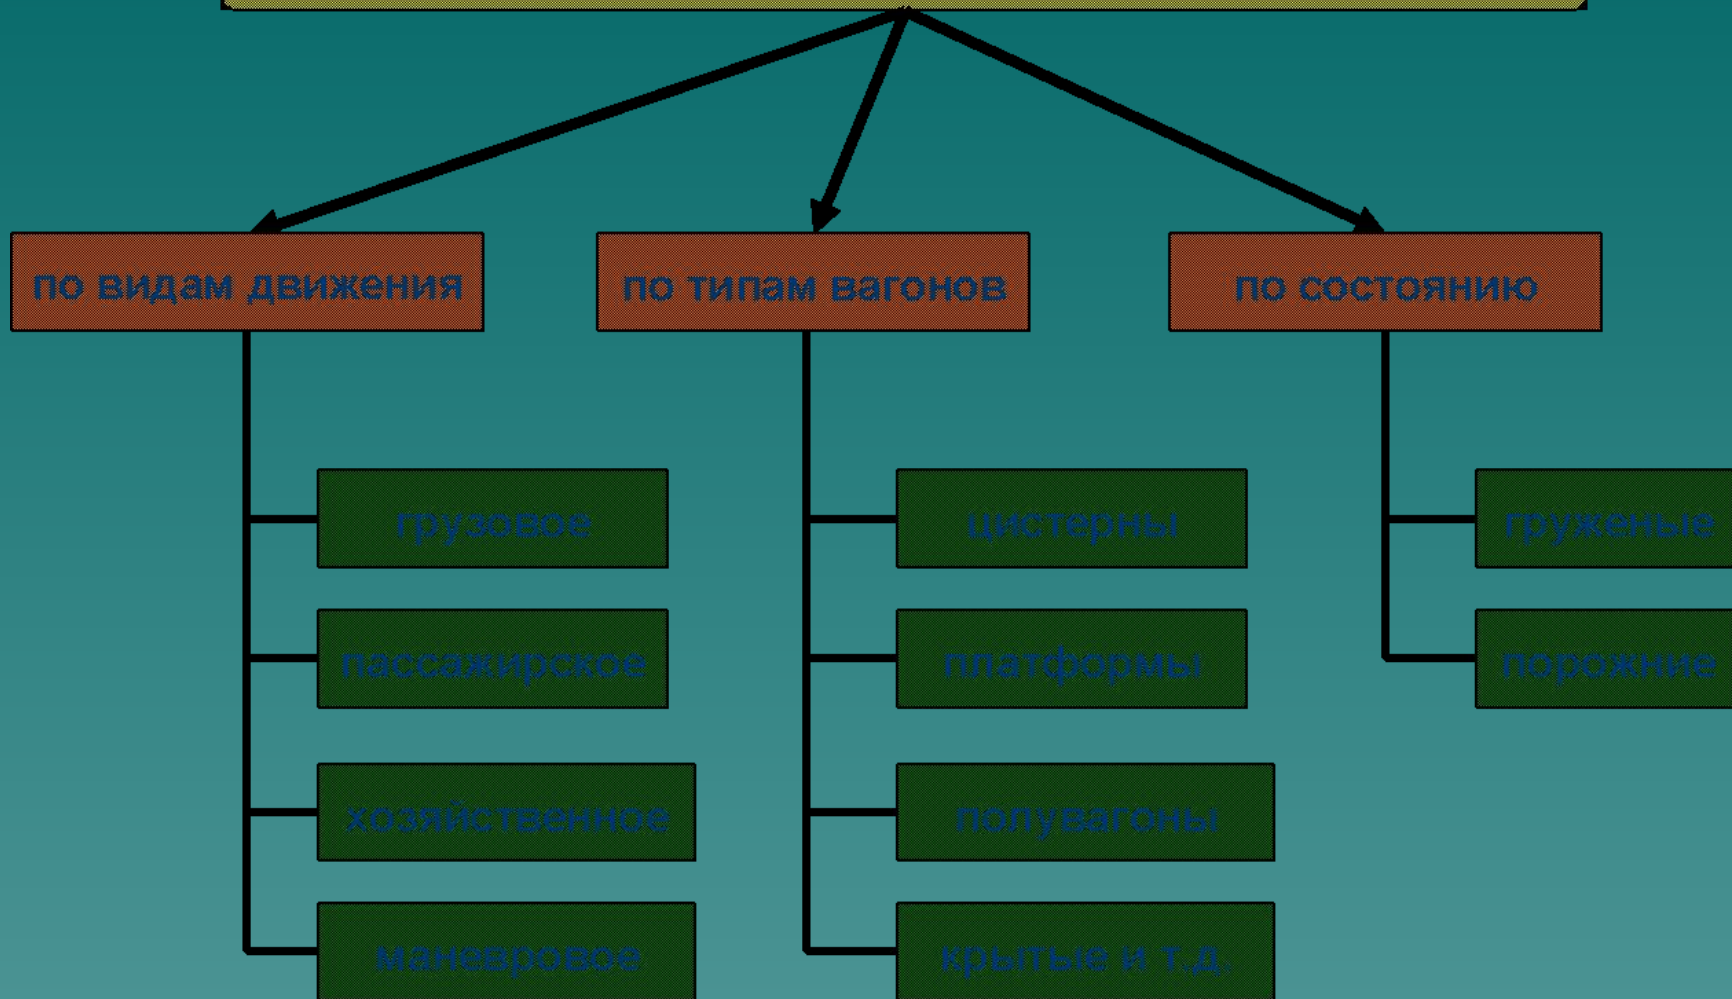 по видам движения
по типам вагонов
по состоянию
грузовое
пассажирское
хозяйственное
маневровое
цистерны
платформы
полувагоны
крытые и т.д.
груженые
порожние